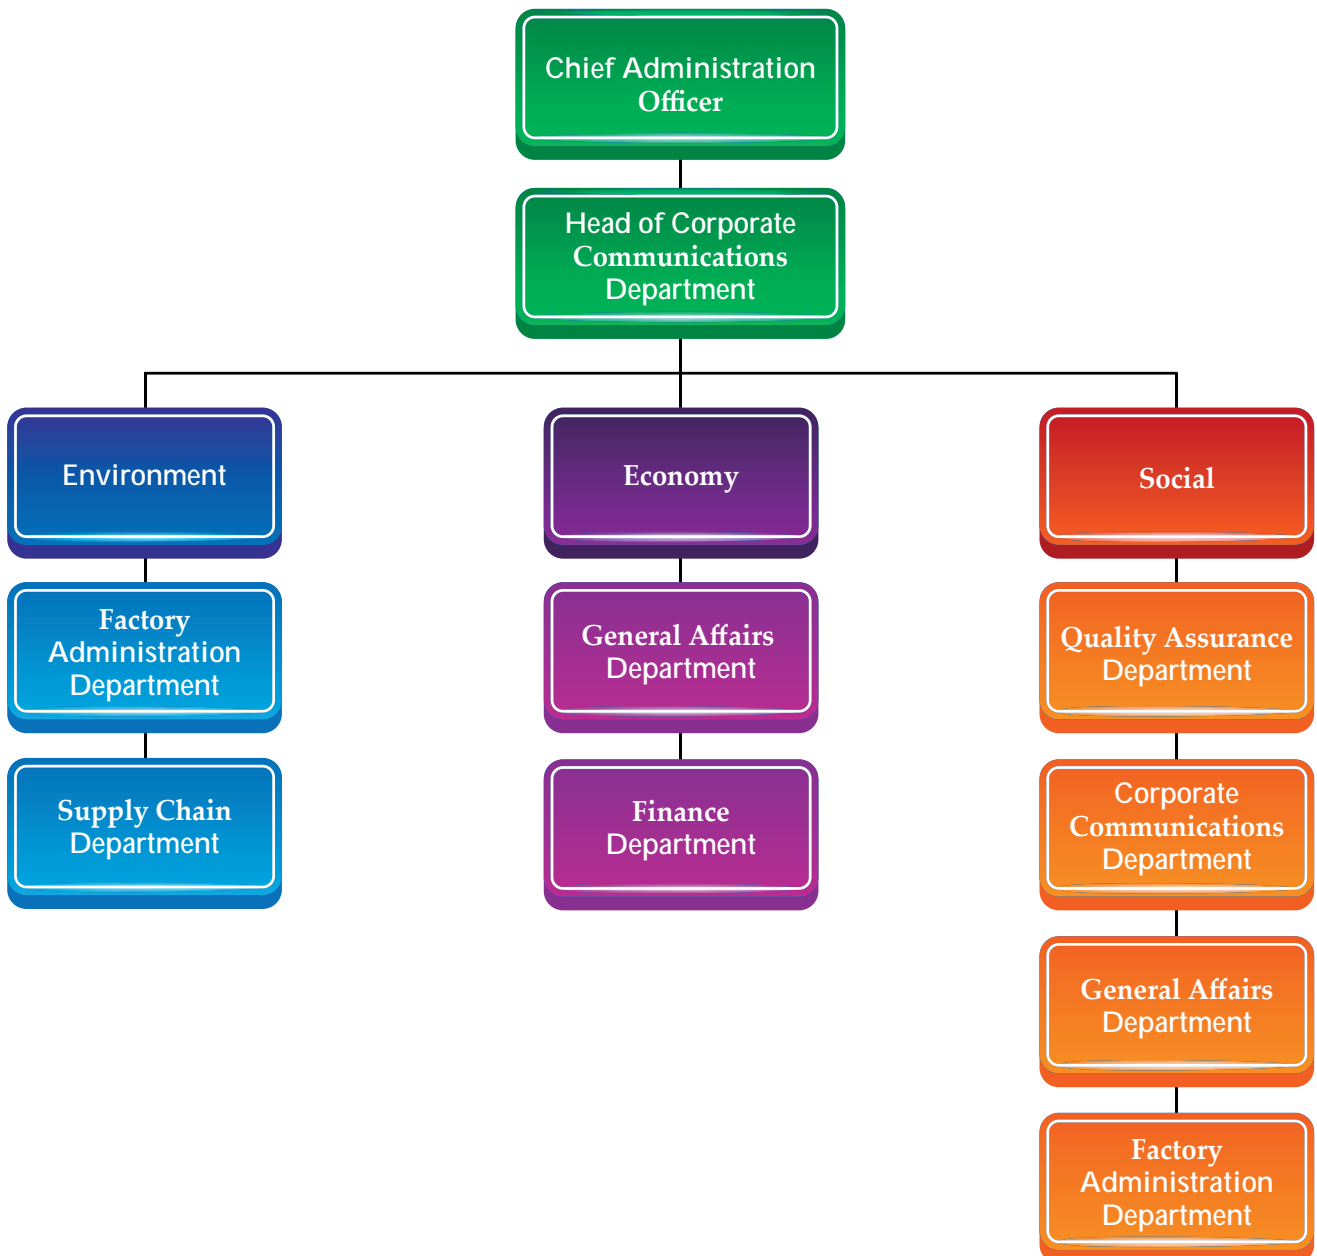 Chief Administration
Officer
Head of Corporate
Communications
Department
Environment
Economy
Social
Factory
Administration
Department
General Affairs
Department
Quality Assurance
Department
Supply Chain
Department
Finance
Department
Corporate
Communications
Department
General Affairs
Department
Factory
Administration
Department